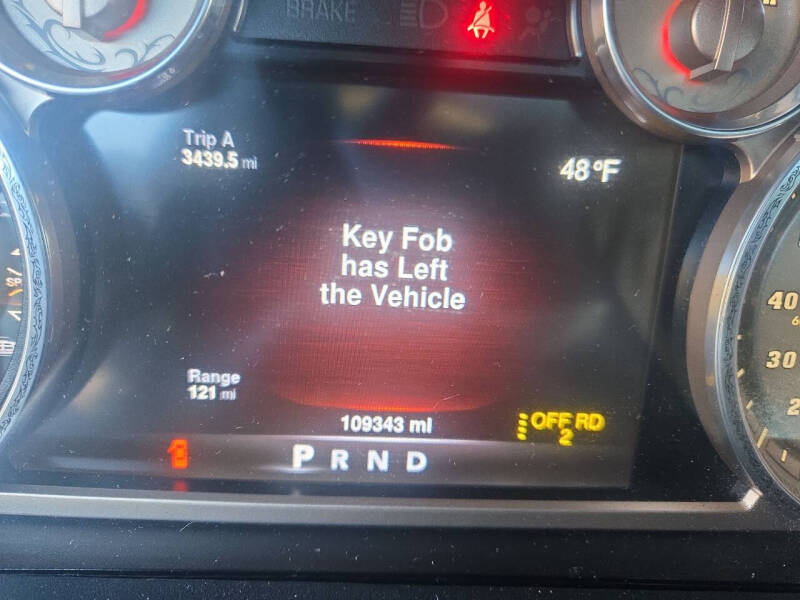 BRAKE
Trip A
3439.5 mi
48°F
Key Fob
has Left
the Vehicle
Range
121 mi
109343 mi
OFF RD
2
P R N D
40
30
2